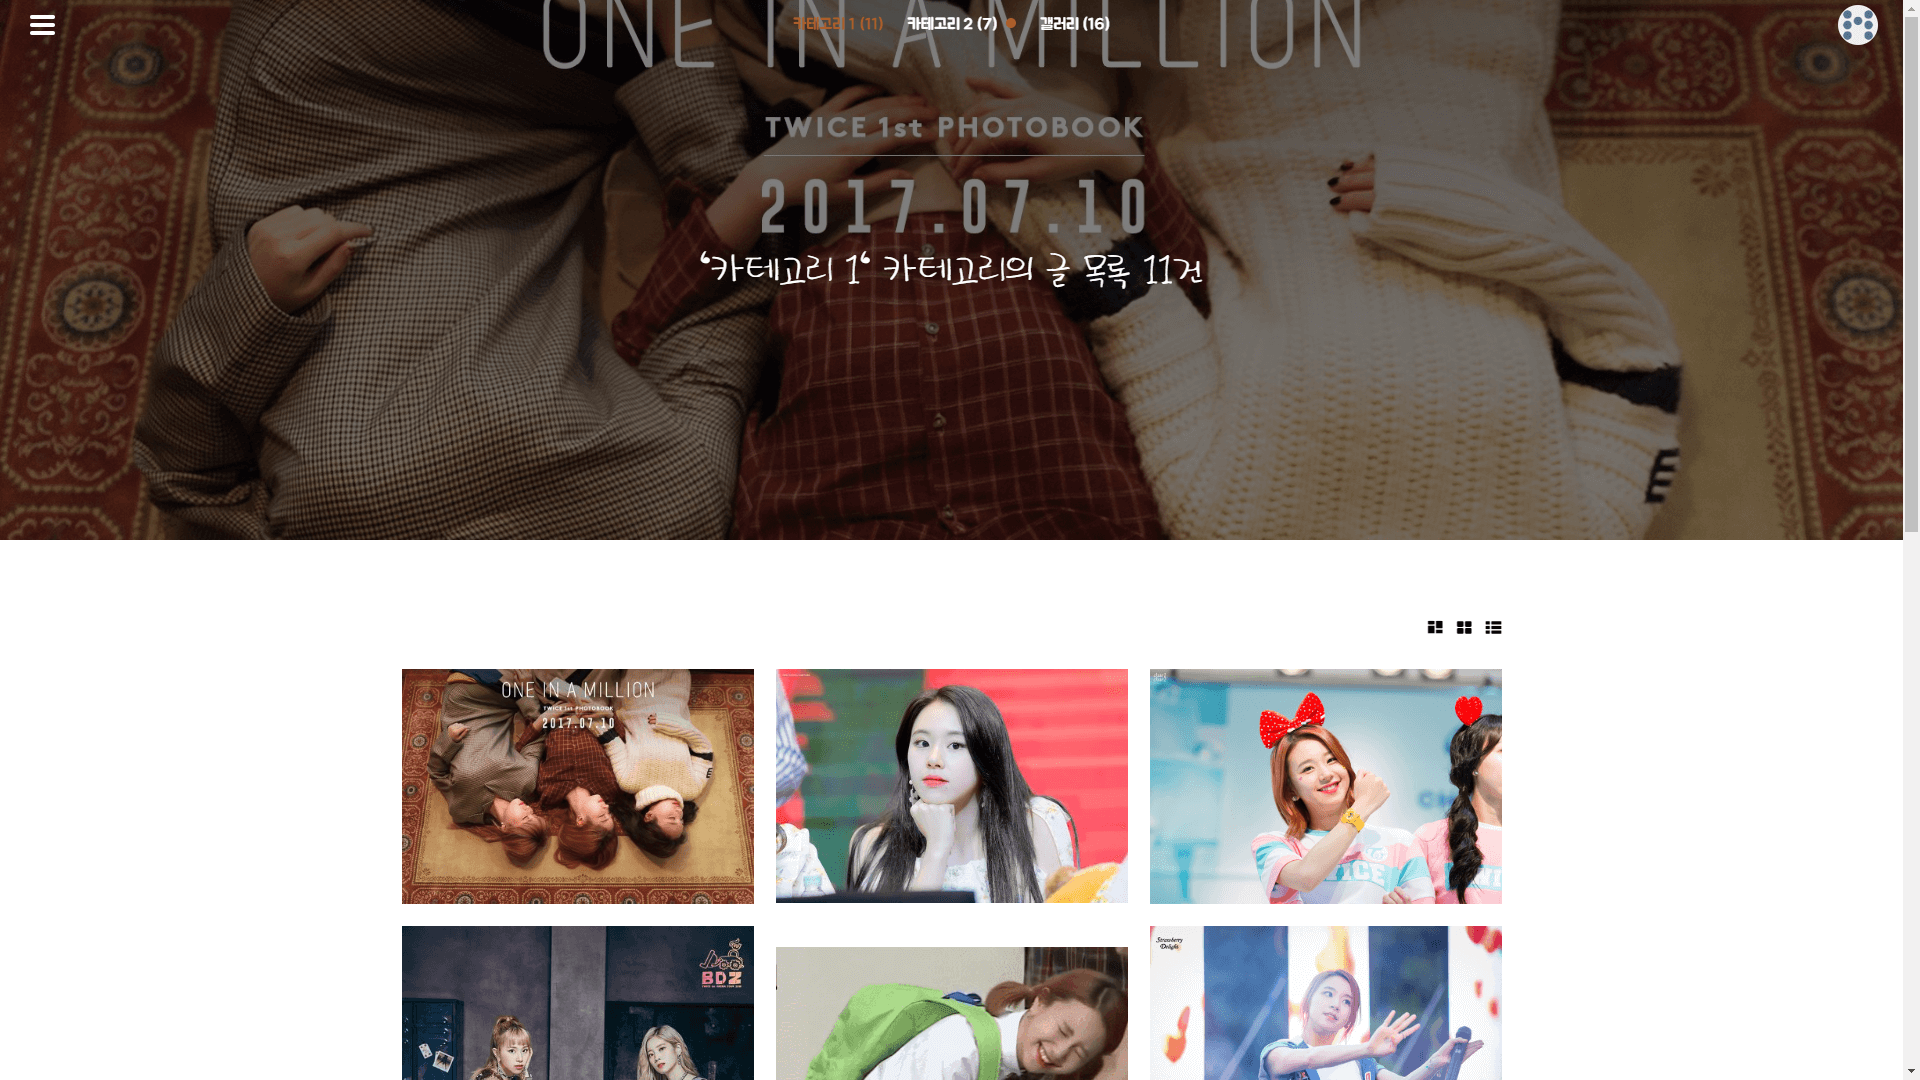 카테고리 1 (11) 카테고리 2 (7) 갤러리 (16)
ONE IN A MILLION
TWICE 1st PHOTOBOOK
2017.07.10
‘카테고리 1‘ 카테고리의 글 목록 11건
ONE IN A MILLION
TWICE 1st PHOTOBOOK
2017.07.10
BDZ
Strawberry
Delight